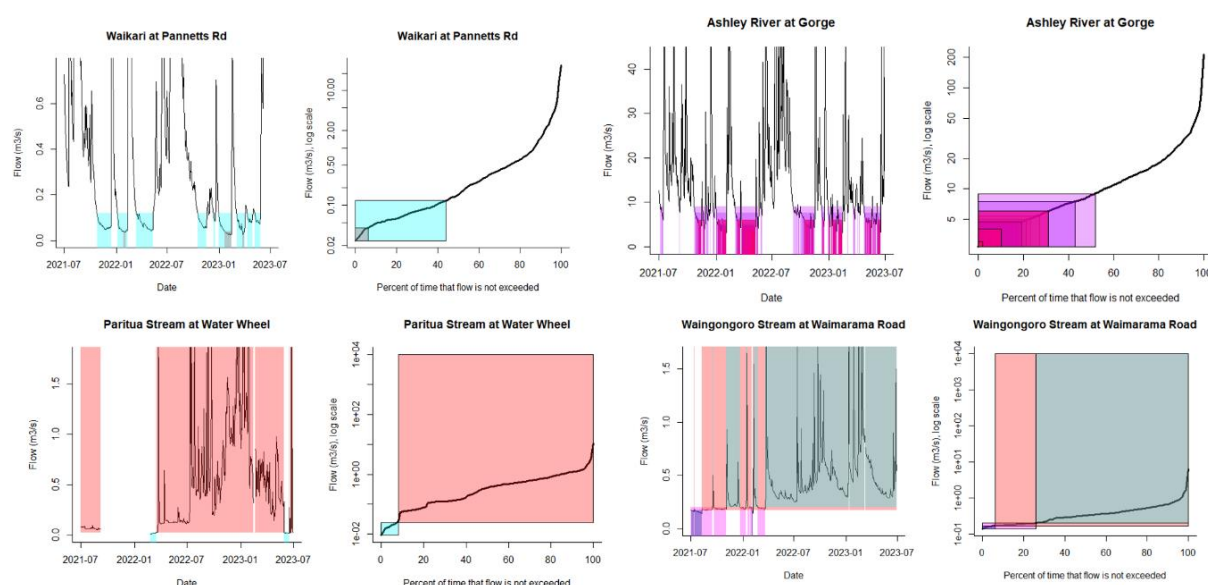 Waikari at Pannetts Rd
Flow (m3/s)
0.6
0.4
0.2
0.0
2021-07 2022-01 2022-07 2023-01 2023-07
Date
Waikari at Pannetts Rd
Flow (m3/s), log scale
10.00
2.00
0.50
0.10
0.02
0 20 40 60 80 100
Percent of time that flow is not exceeded
Ashley River at Gorge
Flow (m3/s)
40
30
20
10
0
2021-07 2022-01 2022-07 2023-01 2023-07
Date
Ashley River at Gorge
Flow (m3/s), log scale
200
100
50
20
10
5
0 20 40 60 80 100
Percent of time that flow is not exceeded
Paritua Stream at Water Wheel
Flow (m3/s)
1.5
1.0
0.5
0.0
2021-07 2022-01 2022-07 2023-01 2023-07
Date
Paritua Stream at Water Wheel
Flow (m3/s), log scale
1e+04
1e+02
1e+00
1e-02
0 20 40 60 80 100
Percent of time that flow is not exceeded
Waingongoro Stream at Waimarama Road
Flow (m3/s)
1.5
1.0
0.5
0.0
2021-07 2022-01 2022-07 2023-01 2023-07
Date
Waingongoro Stream at Waimarama Road
Flow (m3/s), log scale
1e+04
1e+03
1e+02
1e+01
1e+00
1e-01
0 20 40 60 80 100
Percent of time that flow is not exceeded